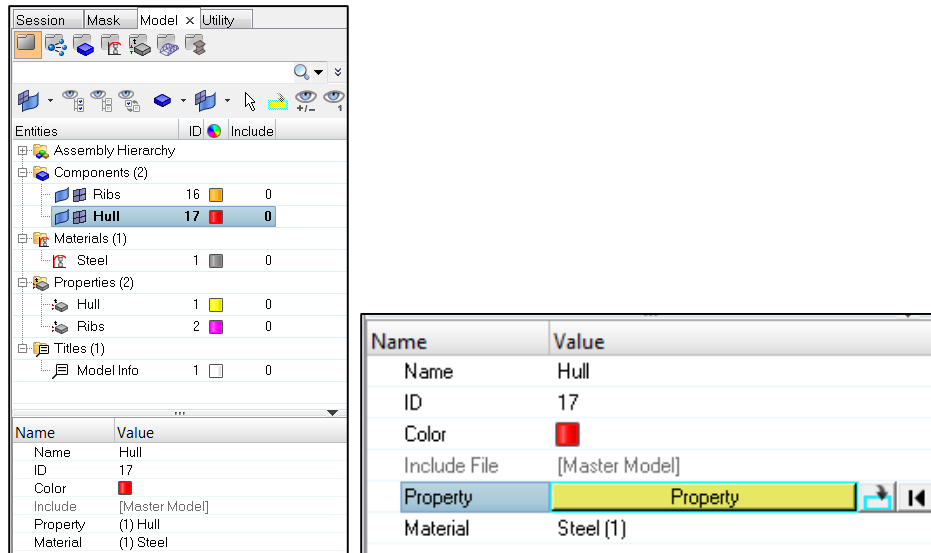 Session Mask Model × Utility
+/- 1
Entities ID Include
Assembly Hierarchy
Components (2)
Ribs 16 0
Hull 17 0
Materials (1)
Steel 1 0
Properties (2)
Hull 1 0
Ribs 2 0
Titles (1)
Model Info 1 0
Name Value
Name Hull
ID 17
Color
Include [Master Model]
Property (1) Hull
Material (1) Steel
Name Value
Name Hull
ID 17
Color
Include File [Master Model]
Property Property
Material Steel (1)